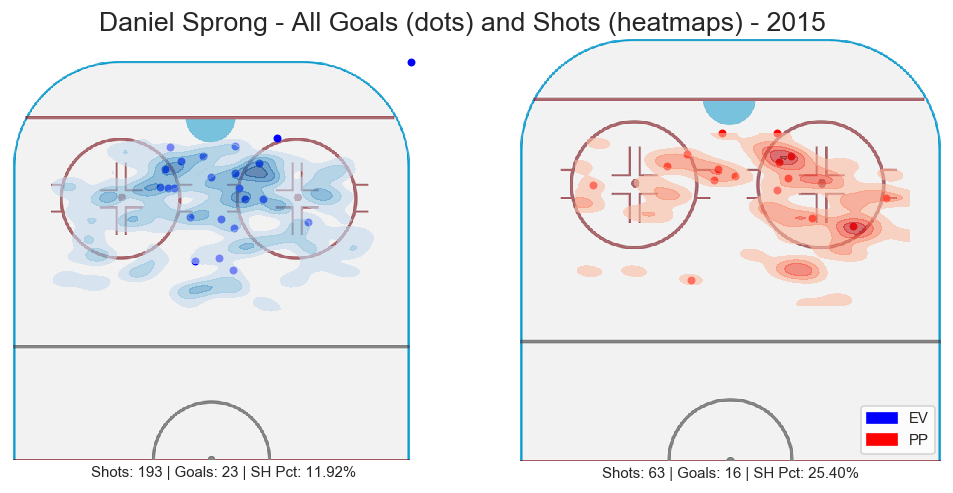 Daniel Sprong - All Goals (dots) and Shots (heatmaps) - 2015
EV
PP
Shots: 193 | Goals: 23 | SH Pct: 11.92%
Shots: 63 | Goals: 16 | SH Pct: 25.40%